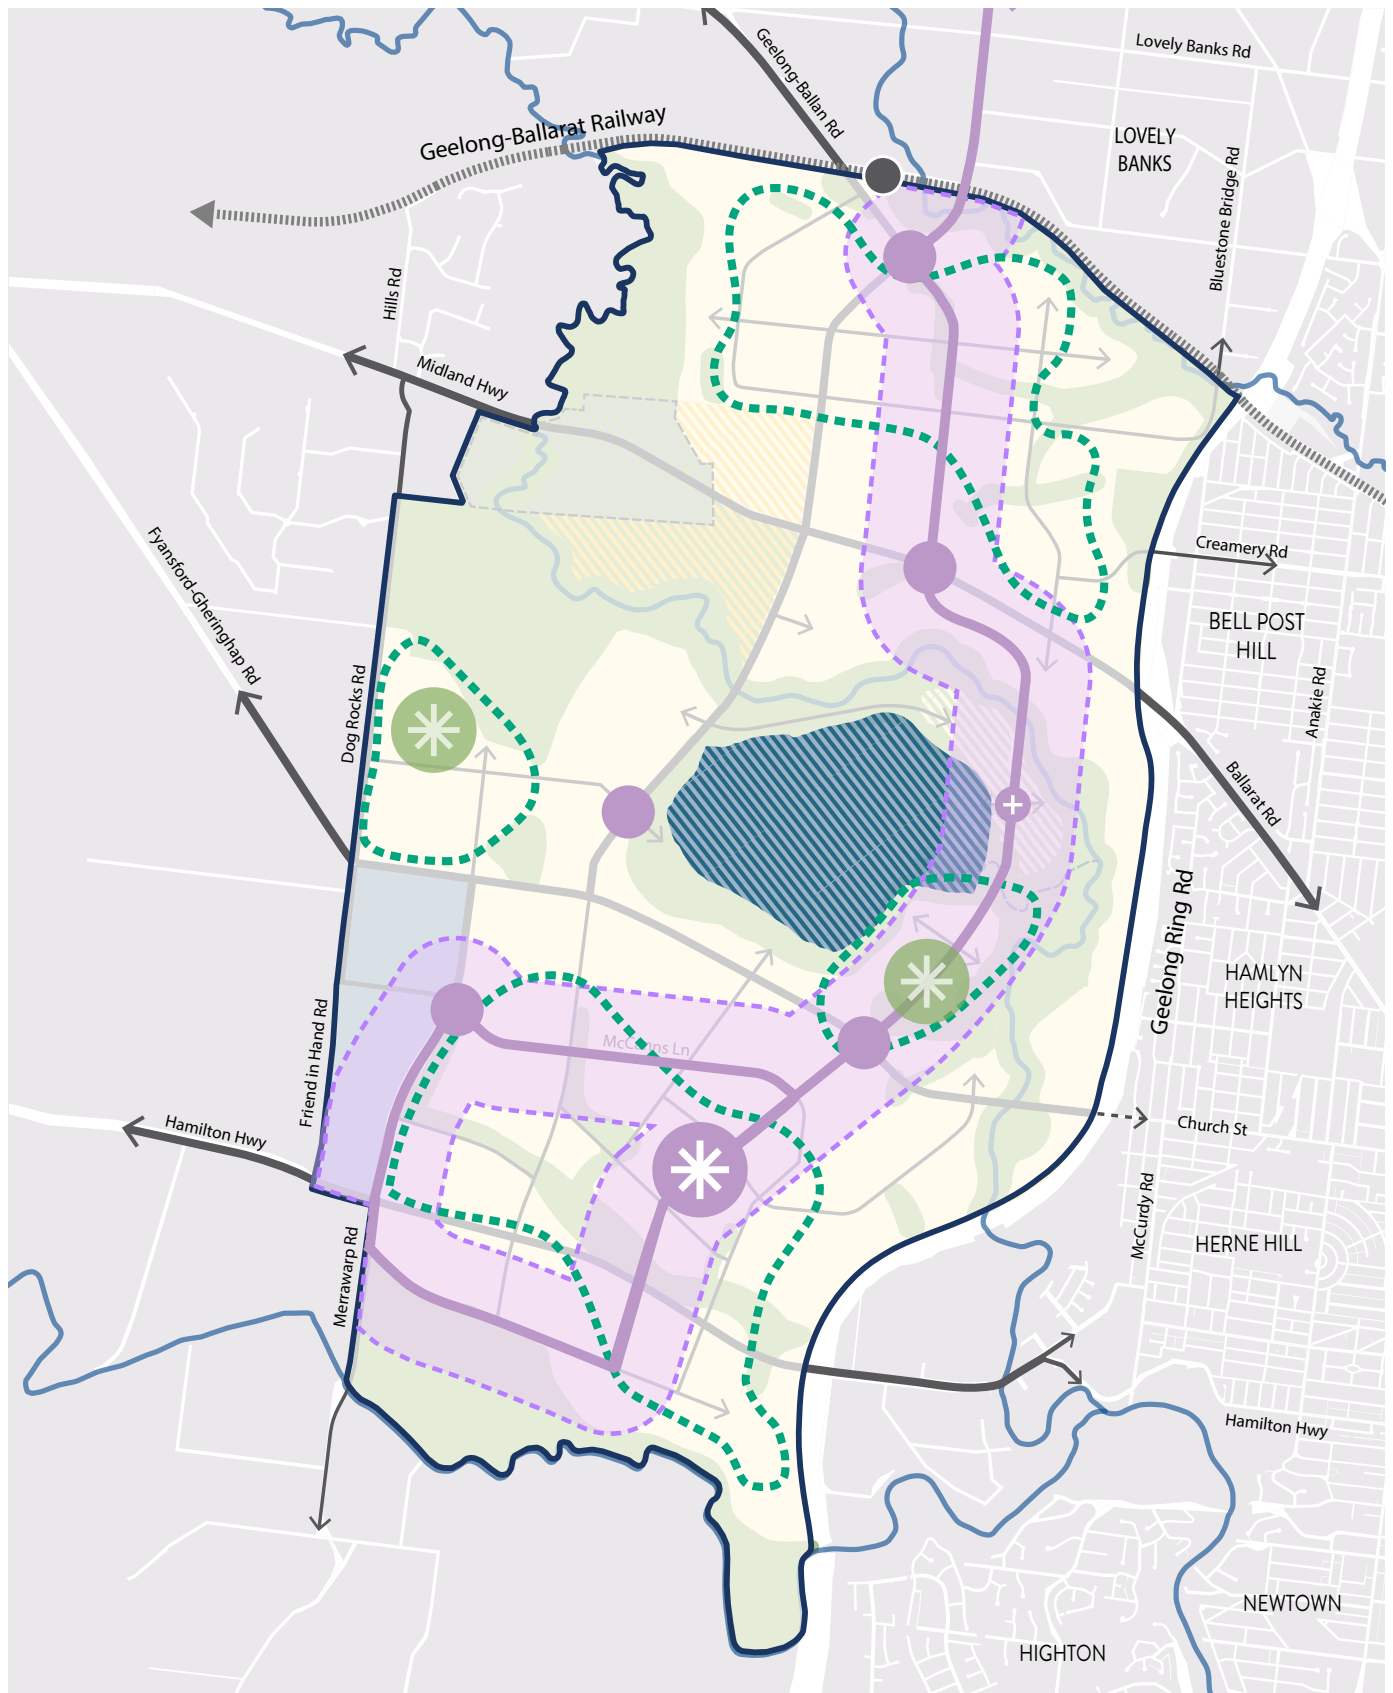 Lovely Banks Rd
Geelong-Ballan Rd
LOVELY
BANKS
Geelong-Ballarat Railway
Bluestone Bridge Rd
Hills Rd
Midland Hwy
Creamery Rd
Fyansford-Gheringhap Rd
BELL POST
HILL
Dog Rocks Rd
Anakie Rd
Ballarat Rd
Geelong Ring Rd
HAMLYN
HEIGHTS
Friend in Hand Rd
McCanns Ln
Hamilton Hwy
Church St
McCurdy Rd
Merrawarp Rd
HERNE HILL
Hamilton Hwy
NEWTOWN
HIGHTON